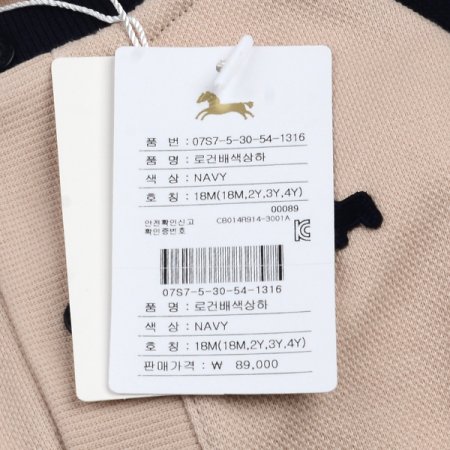 품 번 : 07S7-5-30-54-1316
품 명 : 로건배색상하
색 상 : NAVY
호 칭 : 18M(18M,2Y,3Y,4Y)
00089
안전확인신고 CB014R914-3001A
확인증번호
07S7-5-30-54-1316
품 명 : 로건배색상하
색 상 : NAVY
호 칭 : 18M(18M,2Y,3Y,4Y)
판매가격 : ₩ 89,000